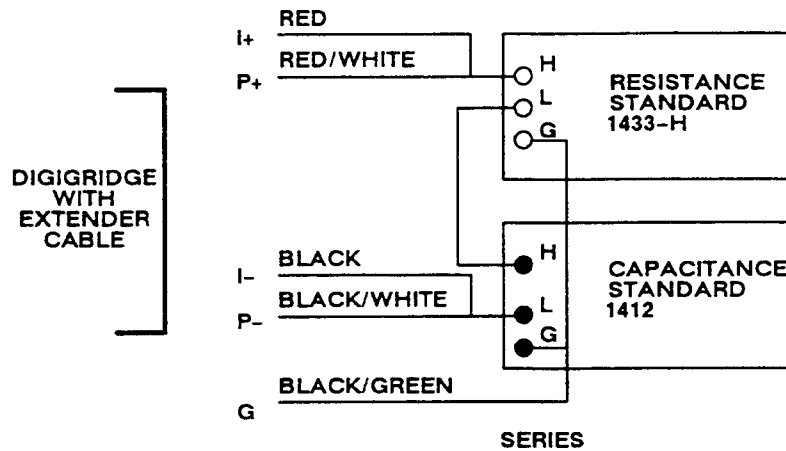 RED
I+
RED/WHITE
P+
H
L
G
RESISTANCE
STANDARD
1433-H
DIGIGRIDGE
WITH
EXTENDER
CABLE
BLACK
I-
BLACK/WHITE
P-
H
L
G
CAPACITANCE
STANDARD
1412
BLACK/GREEN
G
SERIES